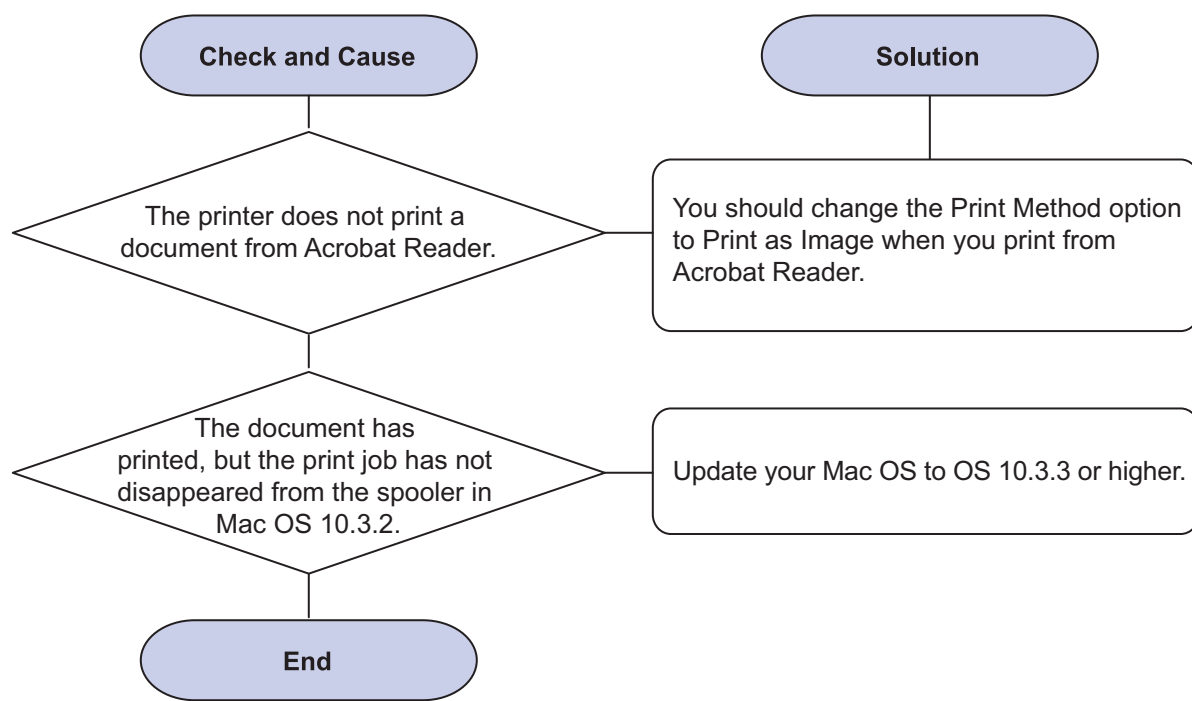 Check and Cause
Solution
The printer does not print a
document from Acrobat Reader.
You should change the Print Method option
to Print as Image when you print from
Acrobat Reader.
The document has
printed, but the print job has not
disappeared from the spooler in
Mac OS 10.3.2.
Update your Mac OS to OS 10.3.3 or higher.
End